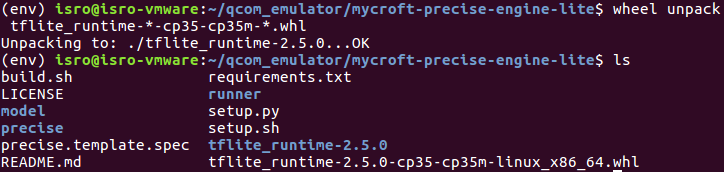 (env) isro@isro-vmware:~/qcom_emulator/mycroft-precise-engine-lite$ wheel unpack
tflite_runtime-*-cp35-cp35m-*.whl
Unpacking to: ./tflite_runtime-2.5.0...OK
(env) isro@isro-vmware:~/qcom_emulator/mycroft-precise-engine-lite$ ls
build.sh requirements.txt
LICENSE runner
model setup.py
precise setup.sh
precise.template.spec tflite_runtime-2.5.0
README.md tflite_runtime-2.5.0-cp35-cp35m-linux_x86_64.whl